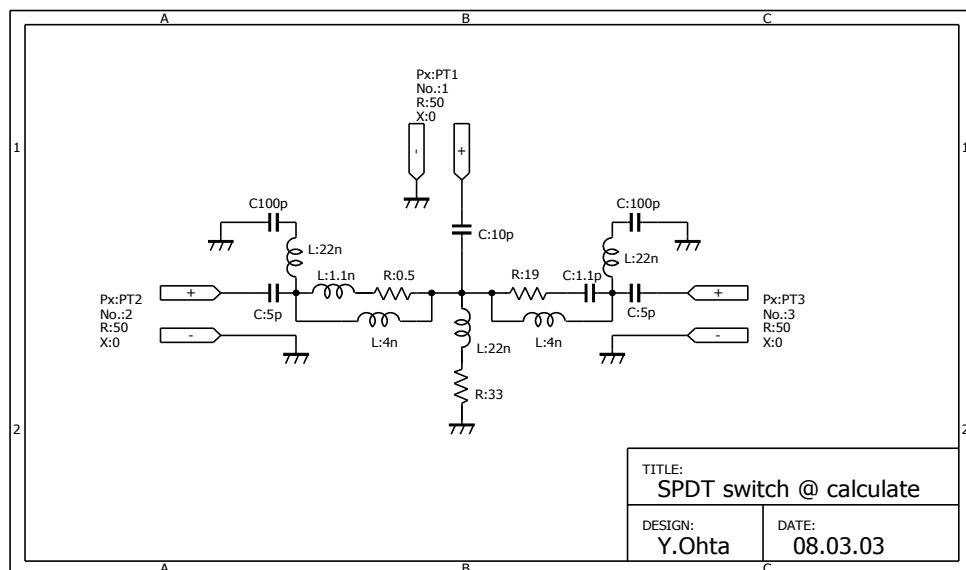 A B C
Px:PT1
No.:1
R:50
X:0
1 - + 1
C100p C:100p
C:10p
L:22n L:22n
L:1.1n R:0.5 R:19 C:1.1p
Px:PT2 + + Px:PT3
No.:2 C:5p C:5p No.:3
R:50 - L:4n L:22n L:4n - R:50
X:0 X:0
R:33
2 2
TITLE:
SPDT switch @ calculate
DESIGN: DATE:
Y.Ohta 08.03.03
A B C